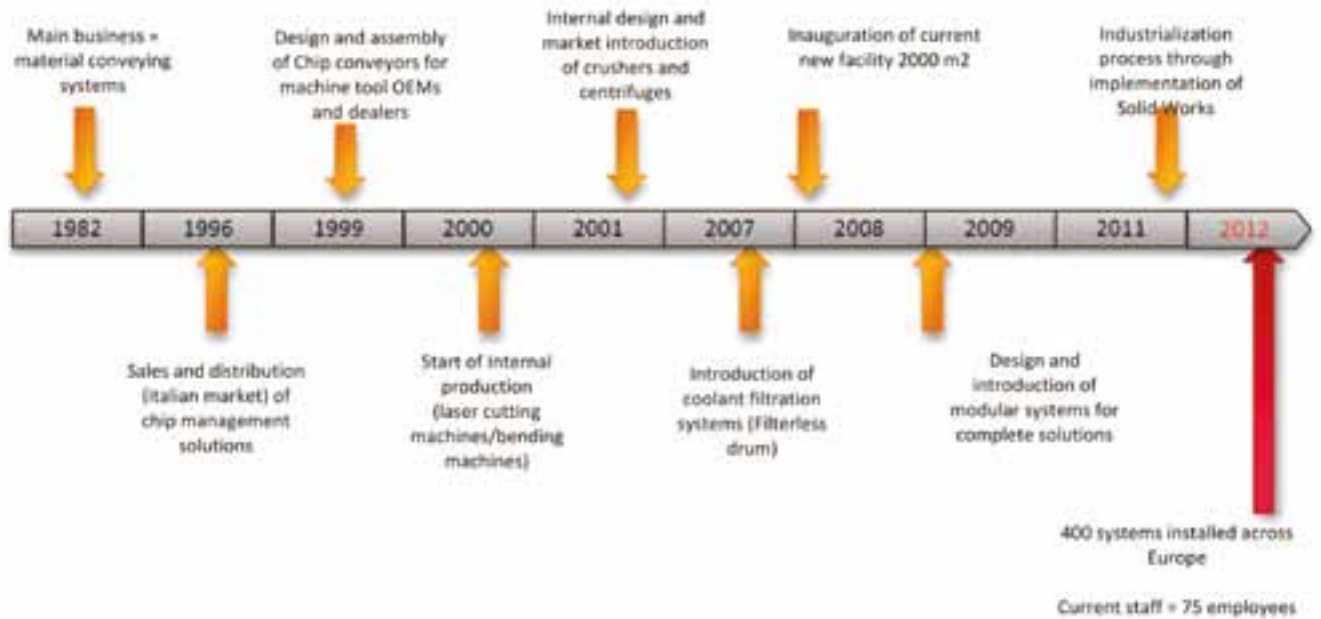 Main business =
material conveying
systems
Design and assembly
of Chip conveyors for
machine tool OEMs
and dealers
Internal design and
market introduction
of crushers and
centrifuges
Inauguration of current
new facility 2000 m2
Industrialization
process through
implementation of
Solid Works
1982
1996
1999
2000
2001
2007
2008
2009
2011
2012
Sales and distribution
(italian market) of
chip management
solutions
Start of Internal
production
(laser cutting
machines/bending
machines)
Introduction of
coolant filtration
systems (Filterless
drum)
Design and
introduction of
modular systems for
complete solutions
400 systems installed across
Europe
Current staff = 75 employees